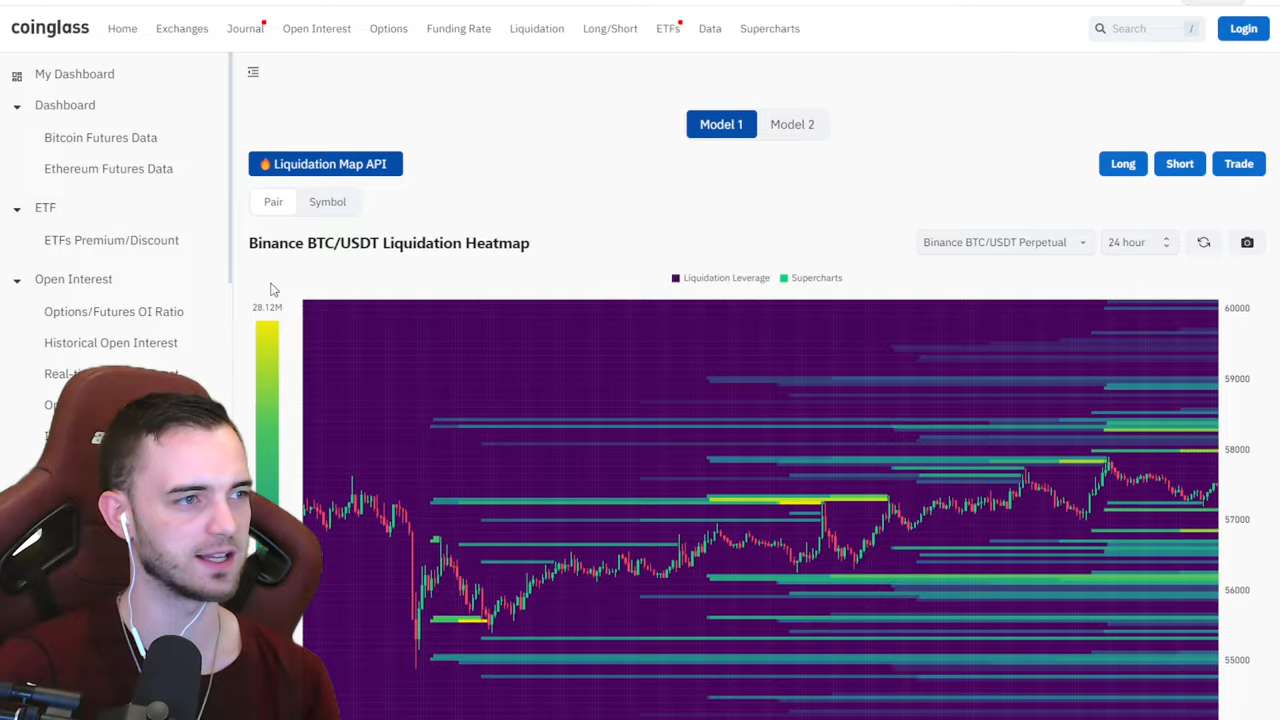 coinglass Home Exchanges Journal Open Interest Options Funding Rate Liquidation Long/Short ETFs Data Supercharts Search / Login
My Dashboard
Dashboard
Bitcoin Futures Data
Ethereum Futures Data
ETF
ETFs Premium/Discount
Open Interest
Options/Futures OI Ratio
Historical Open Interest
Model 1 Model 2
Liquidation Map API Long Short Trade
Pair Symbol
Binance BTC/USDT Liquidation Heatmap Binance BTC/USDT Perpetual 24 hour
Liquidation Leverage Supercharts
28.12M
60000
59000
58000
57000
56000
55000